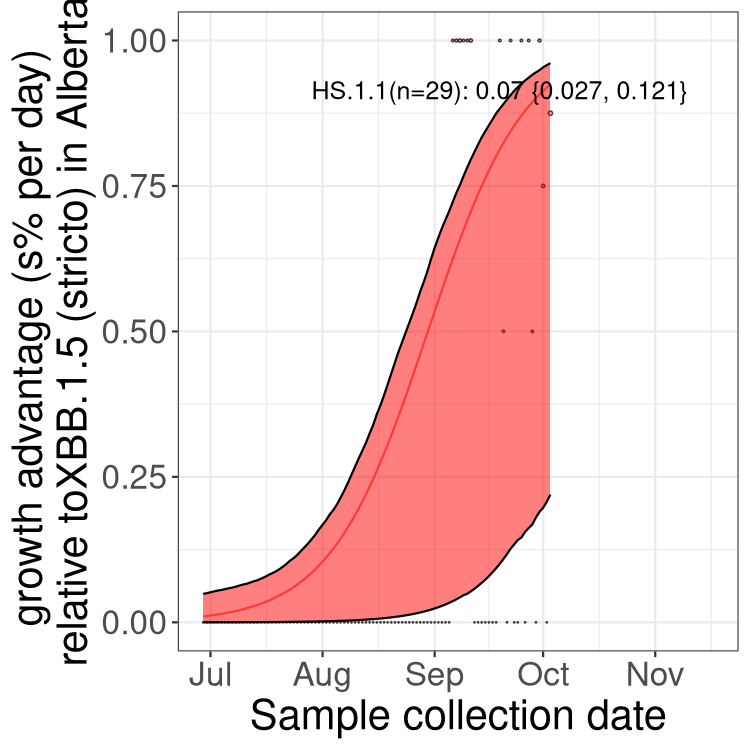 growth advantage (s% per day)
relative toXBB.1.5 (stricto) in Alberta
1.00
0.75
0.50
0.25
0.00
HS.1.1(n=29): 0.07 {0.027, 0.121}
Jul Aug Sep Oct Nov
Sample collection date